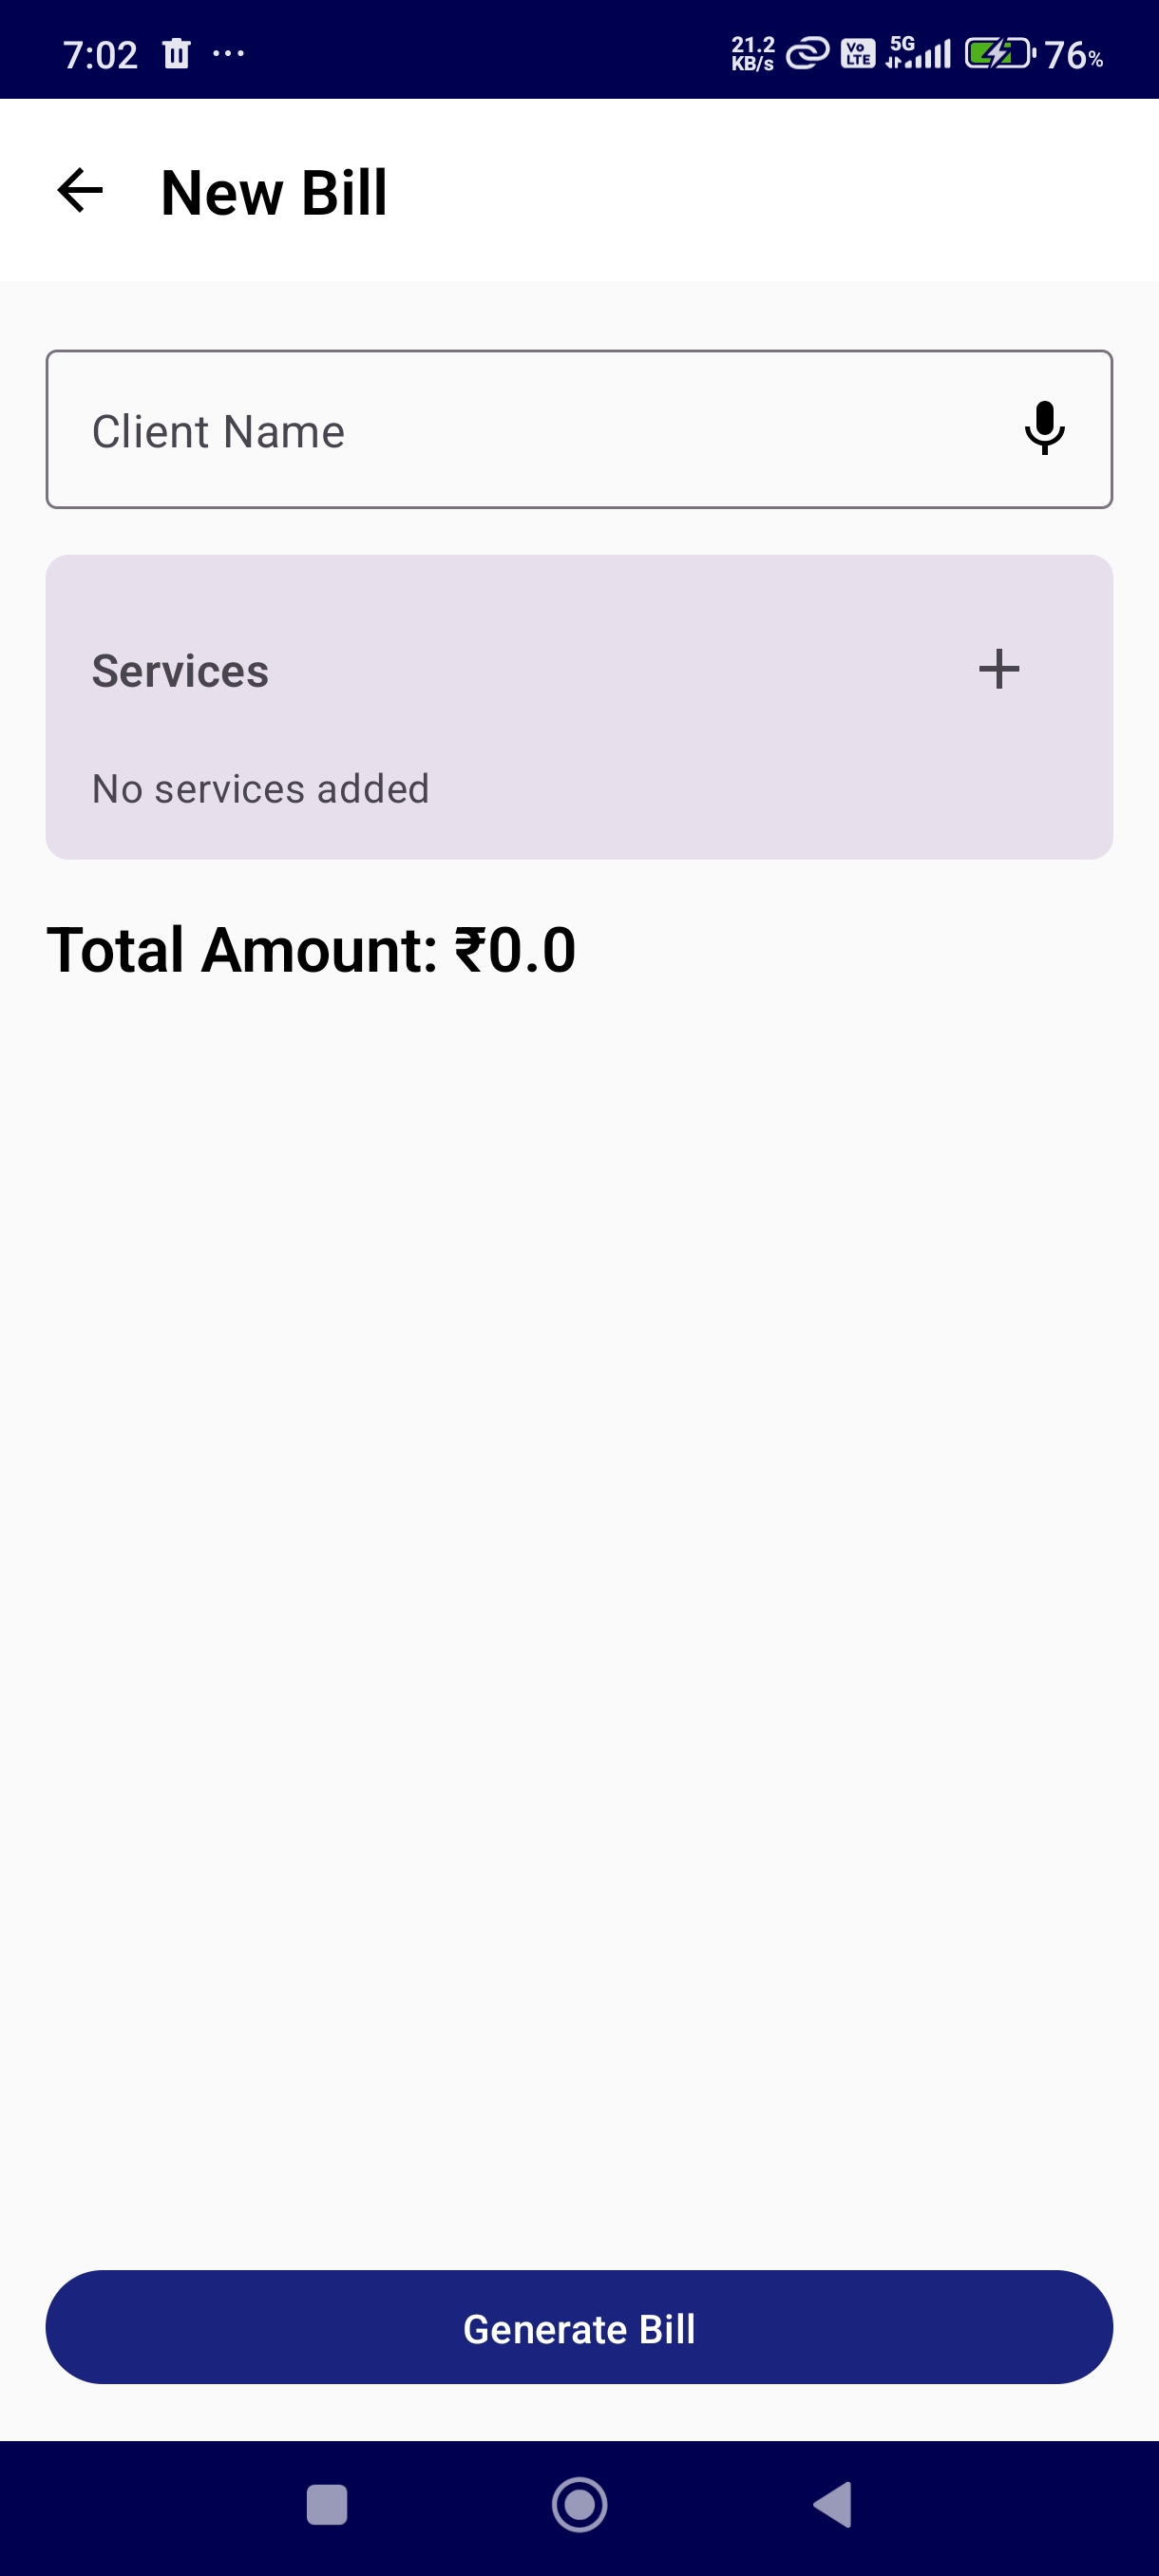 7:02 ... 21.2 KB/s Vo LTE 5G 76%
New Bill
Client Name
Services
No services added
Total Amount: ₹0.0
Generate Bill